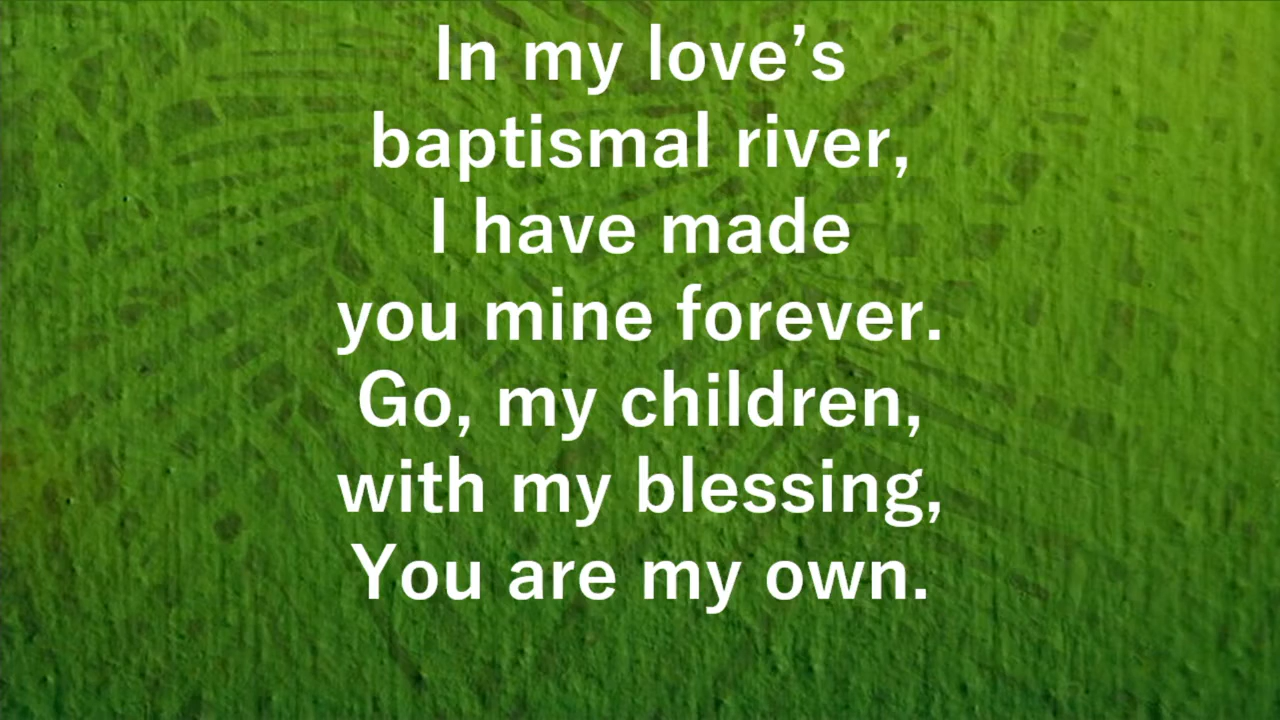 In my love’s
baptismal river,
I have made
you mine forever.
Go, my children,
with my blessing,
You are my own.